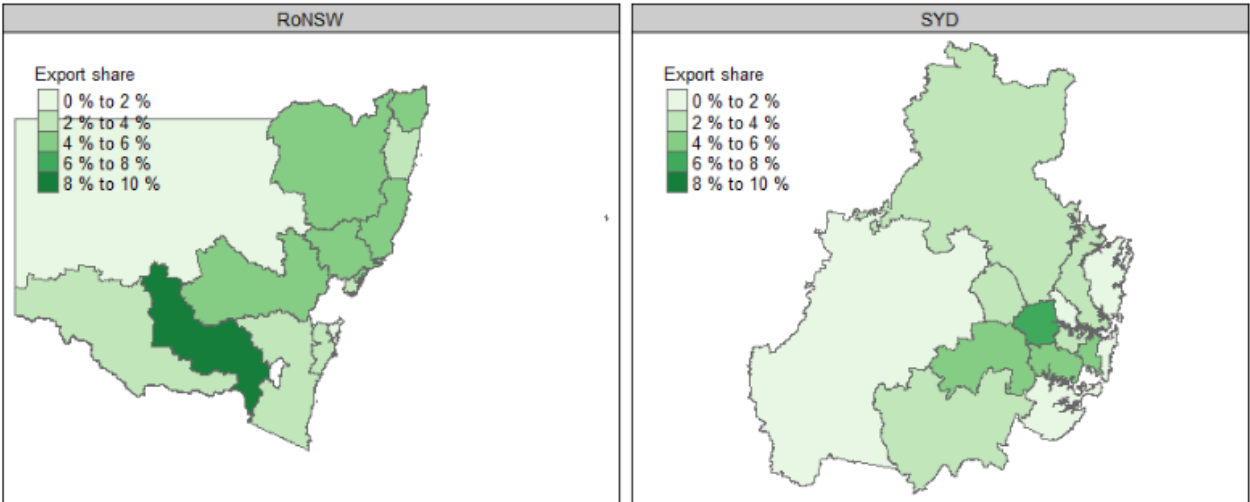 RoNSW
Export share
0 % to 2 %
2 % to 4 %
4 % to 6 %
6 % to 8 %
8 % to 10 %
SYD
Export share
0 % to 2 %
2 % to 4 %
4 % to 6 %
6 % to 8 %
8 % to 10 %